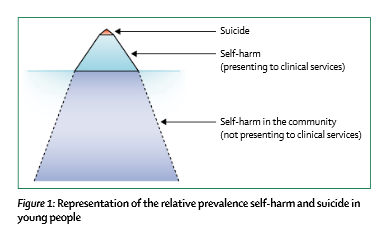 Suicide
Self-harm
(presenting to clinical services)
Self-harm in the community
(not presenting to clinical services)
Figure 1: Representation of the relative prevalence self-harm and suicide in
young people